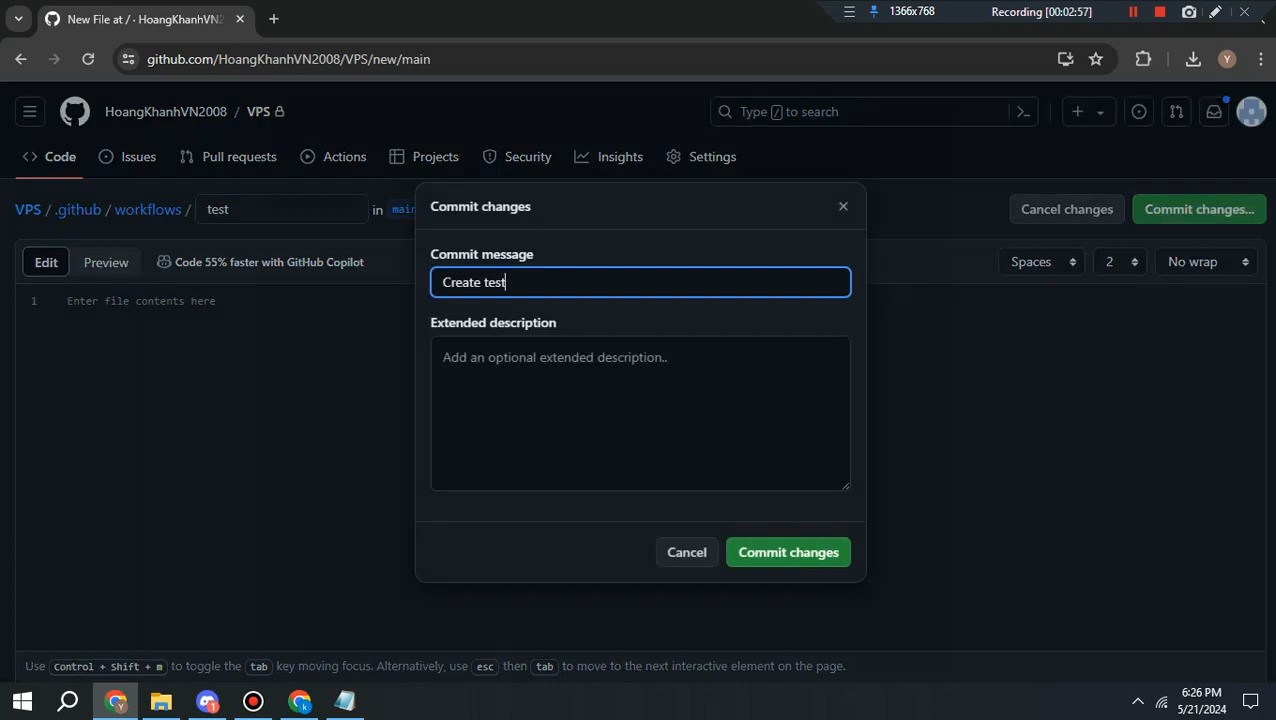 New File at / · HoangKhanhVN2
1366x768
Recording [00:02:57]
github.com/HoangKhanhVN2008/VPS/new/main
Y
HoangKhanhVN2008 / VPS
Type / to search
Code
Issues
Pull requests
Actions
Projects
Security
Insights
Settings
VPS / .github / workflows / test in main
Cancel changes
Commit changes...
Edit
Preview
Code 55% faster with GitHub Copilot
Spaces
2
No wrap
1 Enter file contents here
Commit changes
Commit message
Create test
Extended description
Add an optional extended description..
Cancel
Commit changes
Use Control + Shift + m to toggle the tab key moving focus. Alternatively, use esc then tab to move to the next interactive element on the page.
Y
1
k
6:26 PM
5/21/2024